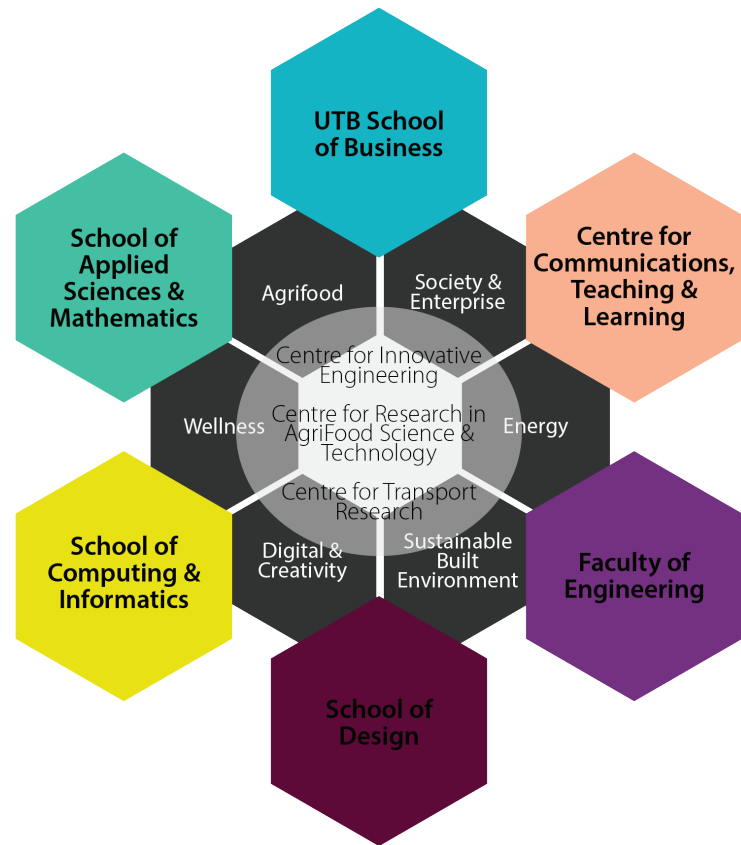 UTB School
of Business
School of
Applied
Sciences &
Mathematics
Centre for
Communications,
Teaching &
Learning
Agrifood
Society &
Enterprise
Centre for Innovative
Engineering
Wellness
Centre for Research in
AgriFood Science &
Technology
Energy
Centre for Transport
Research
Digital &
Creativity
Sustainable
Built
Environment
School of
Computing &
Informatics
Faculty of
Engineering
School of
Design